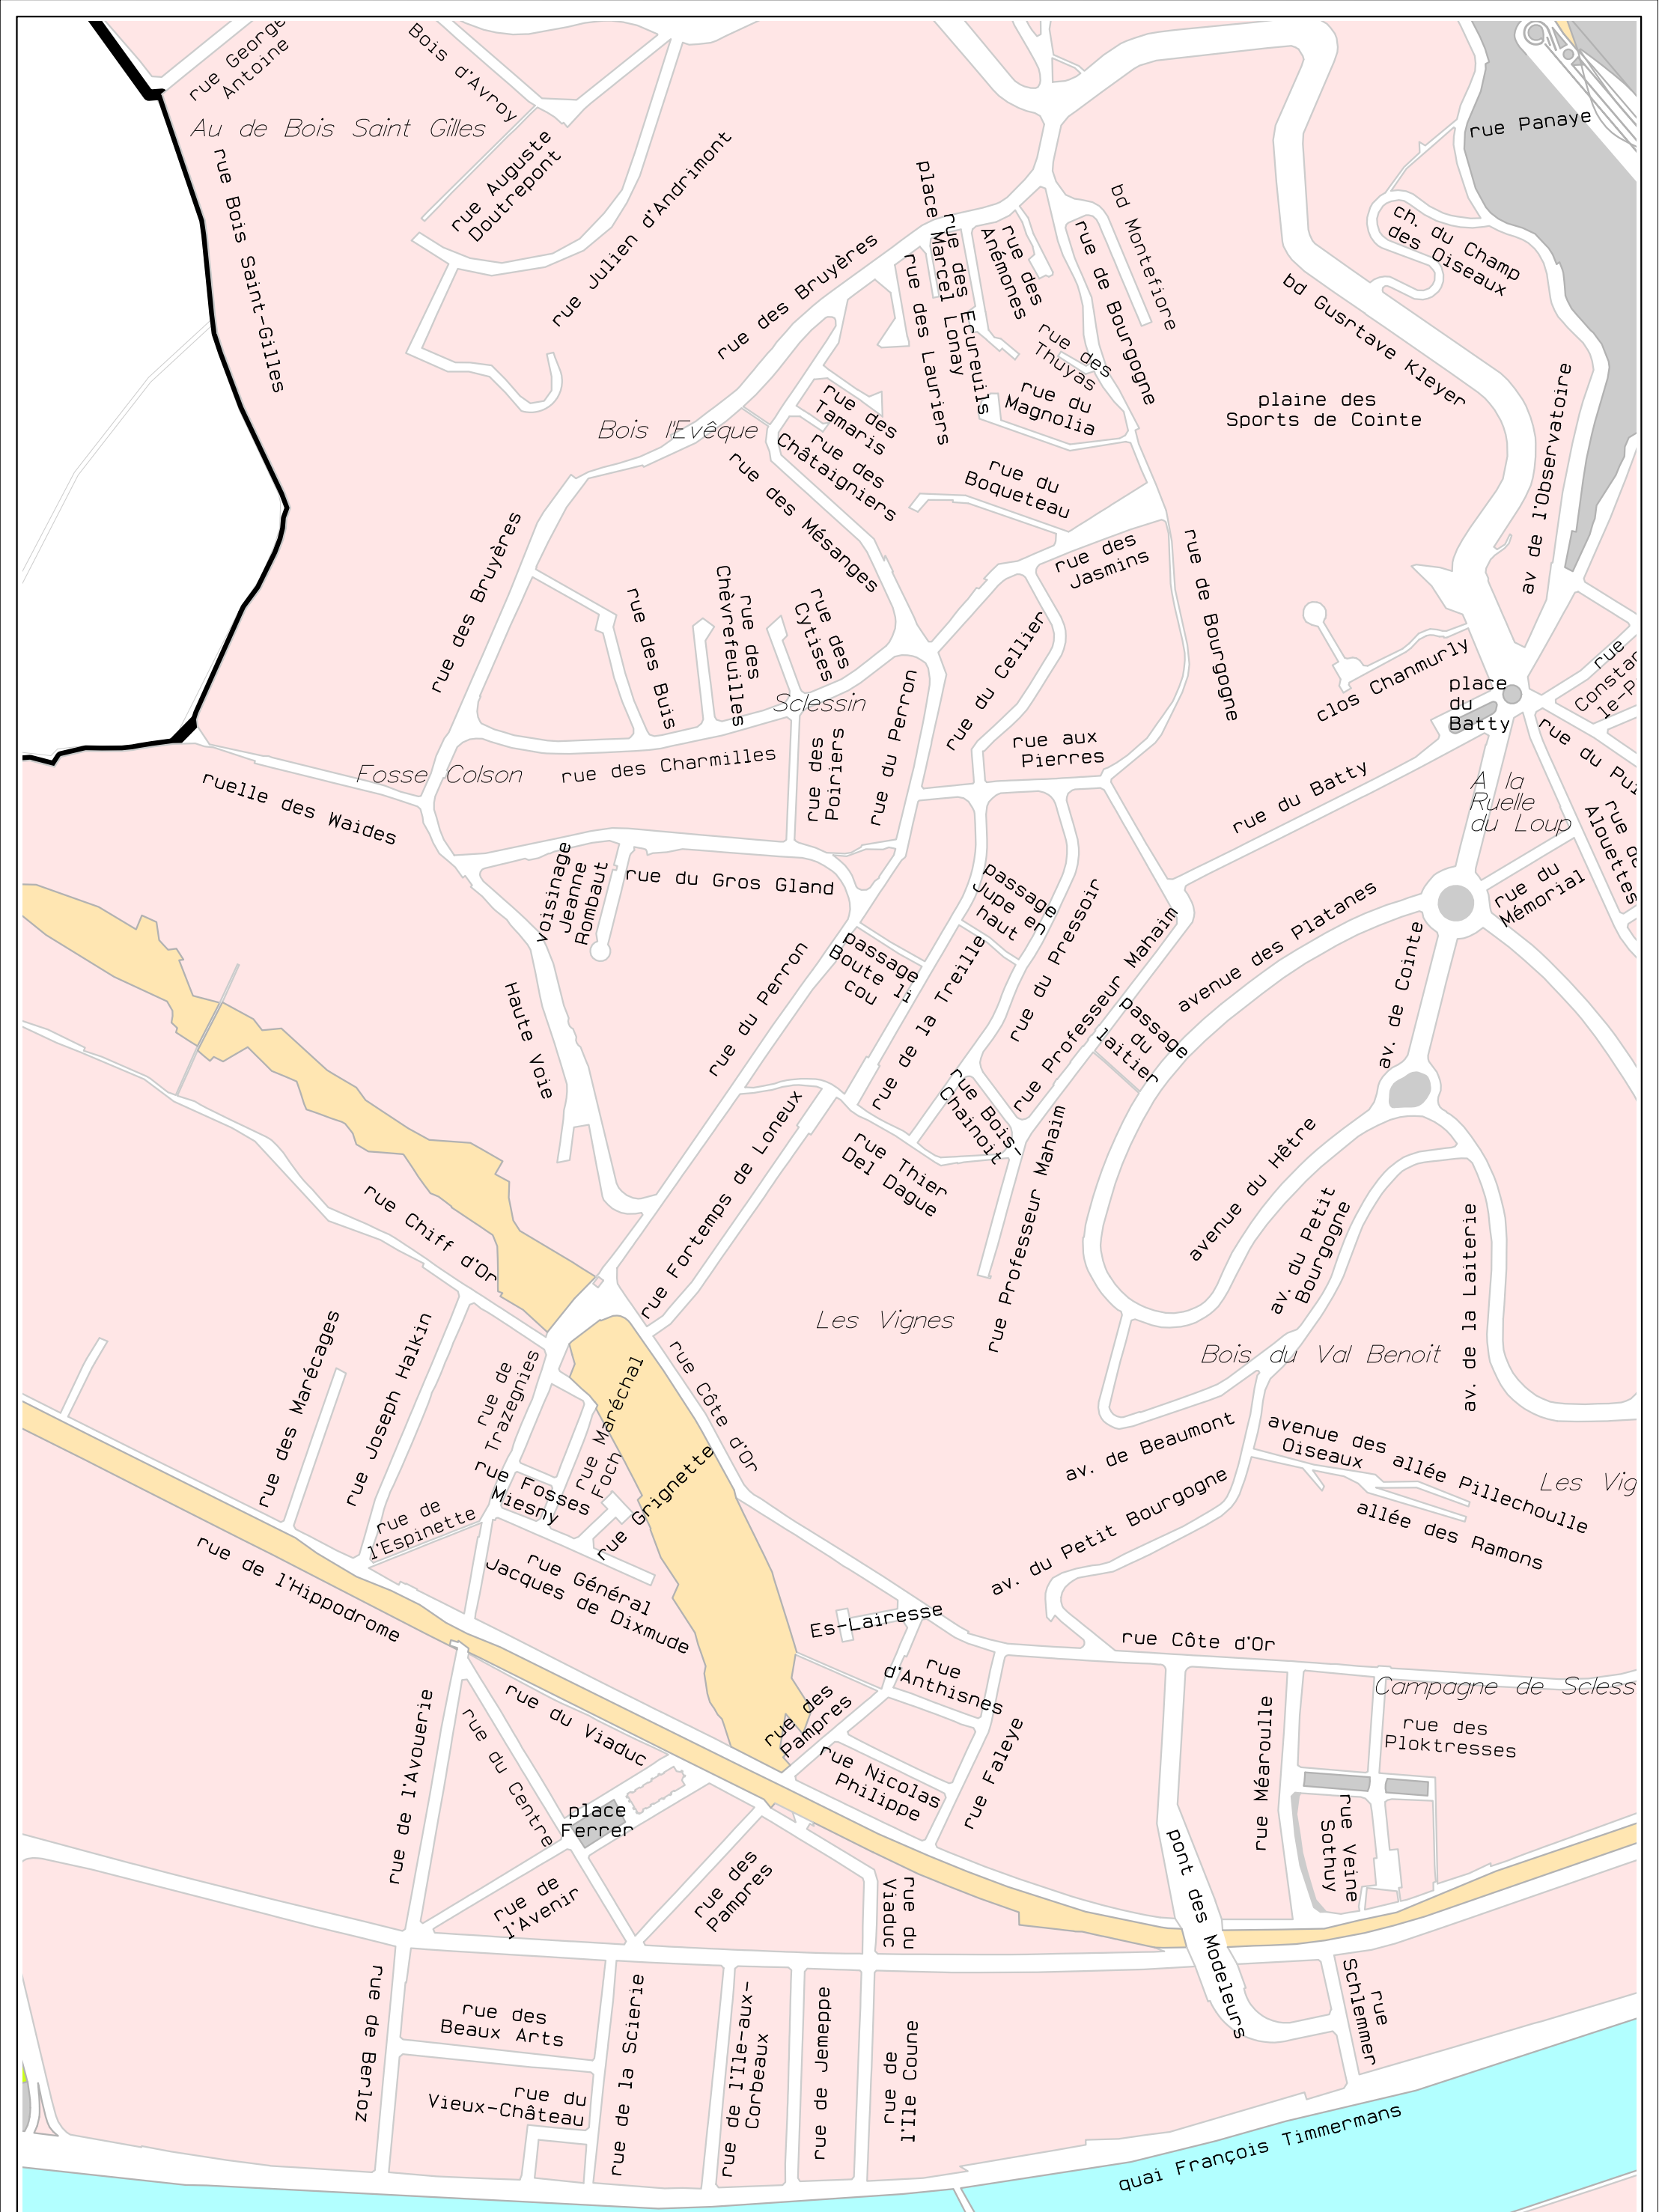 rue George
Antoine
Bois d'Avroy
Au de Bois Saint Gilles
rue Panaye
rue Bois Saint-Gilles
rue Auguste
Doutrepont
rue Julien d'Andrimont
place
Marcel Lonay
rue des Ecureuils
rue des
Anémones
bd Montefiore
rue de Bourgogne
ch. du Champ
des Oiseaux
rue des Bruyères
rue des Lauriers
bd Gusrtave Kleyer
rue des
Thuyas
rue du
Magnolia
plaine des
Sports de Cointe
av de l'Observatoire
rue des
Tamaris
Bois l'Evêque
rue des
Châtaigniers
rue des Mésanges
rue du
Boqueteau
rue des Bruyères
rue des
Jasmins
rue de Bourgogne
rue des Buis
rue des
Chèvrefeuilles
rue des
Cytises
rue du Cellier
clos Chanmurly
rue
Constan
le-P
Sclessin
place
du
Batty
rue du Perron
rue du Pui
rue aux
Pierres
rue des Charmilles
rue des
Poiriers
Fosse Colson
ruelle des Waides
rue du Batty
A la
Ruelle
du Loup
rue de
Alouettes
voisinage
Jeanne
Rombaut
rue du Gros Gland
passage
Jupe en
haut
rue du Pressoir
rue du
Mémorial
avenue des Platanes
rue Professeur Mahaim
passage
Boute li
cou
rue du Perron
rue de la Treille
av. de Cointe
Haute Voie
passage
du
laitier
rue Bois-
Chainoit
rue Fortemps de Loneux
rue Thier
Del Dague
rue Professeur Mahaim
avenue du Hêtre
rue Chiff d'Or
av. du Petit
Bourgogne
av. de la Laiterie
Les Vignes
Bois du Val Benoit
rue des Marécages
rue Joseph Halkin
rue de
Trazegnies
rue Maréchal
Foch
rue Côte d'Or
av. de Beaumont
avenue des
Oiseaux
allée Pillechoulle
Les Vig
rue Fosses
Miesny
rue Grignette
allée des Ramons
rue de
l'Espinette
av. du Petit Bourgogne
rue de l'Hippodrome
rue Général
Jacques de Dixmude
Es-Lairesse
rue Côte d'Or
rue
d'Anthisnes
Campagne de Scless
rue de l'Avouerie
rue du Viaduc
rue du Centre
rue des
Pampres
rue Nicolas
Philippe
rue Faleye
rue Méaroulle
rue des
Ploktresses
place
Ferrer
rue Veine
Sothuy
pont des Modeleurs
rue de
l'Avenir
rue des
Pampres
rue du
Viaduc
rue de Berloz
rue des
Beaux Arts
rue de la Scierie
rue de l'Ile-aux-
Corbeaux
rue de Jemeppe
rue de
l'Ile Coune
rue
Schlemmer
rue du
Vieux-Château
quai François Timmermans